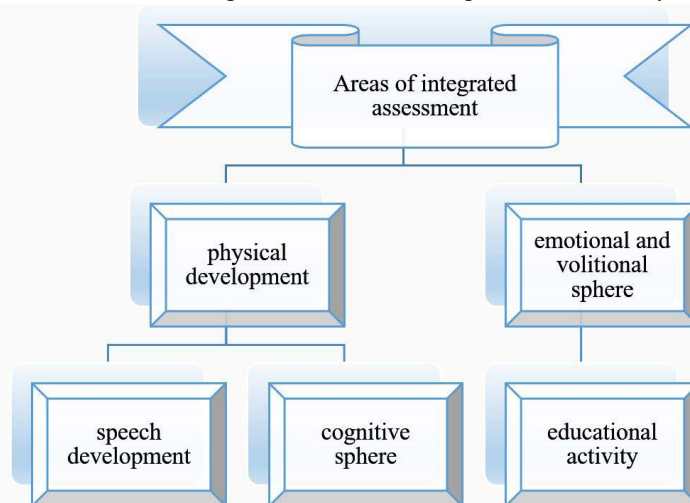 Areas of integrated
assessment
physical
development
emotional and
volitional
sphere
speech
development
cognitive
sphere
educational
activity